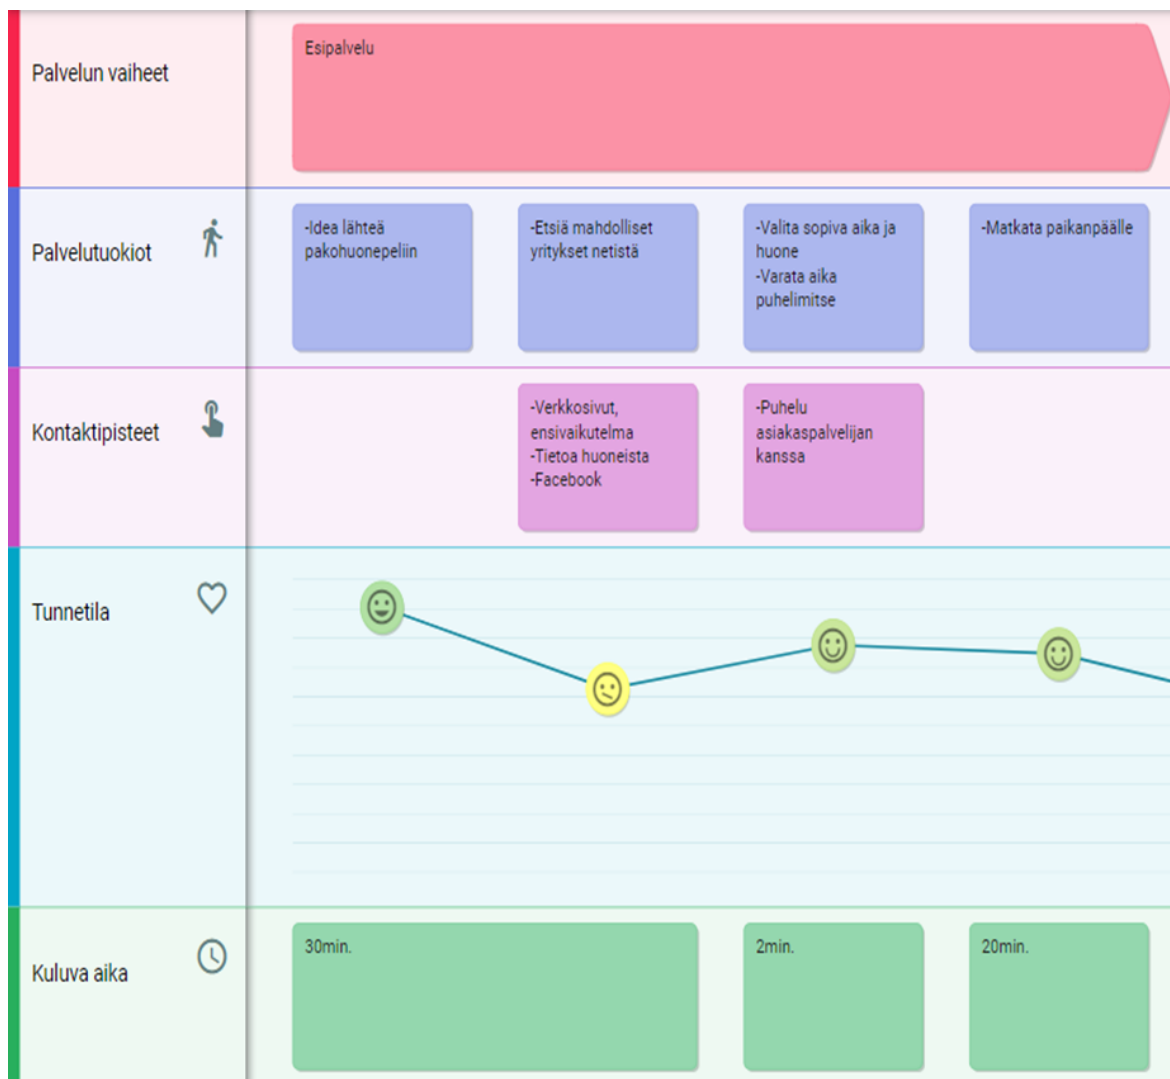 Palvelun vaiheet
Esipalvelu
Palvelutuokiot
-Idea lähteä
pakohuonepeliin
-Etsiä mahdolliset
yritykset netistä
-Valita sopiva aika ja
huone
-Varata aika
puhelimitse
-Matkata paikanpäälle
Kontaktipisteet
-Verkkosivut,
ensivaikutelma
-Tietoa huoneista
-Facebook
-Puhelu
asiakaspalvelijan
kanssa
Tunnetila
Kuluva aika
30min.
2min.
20min.